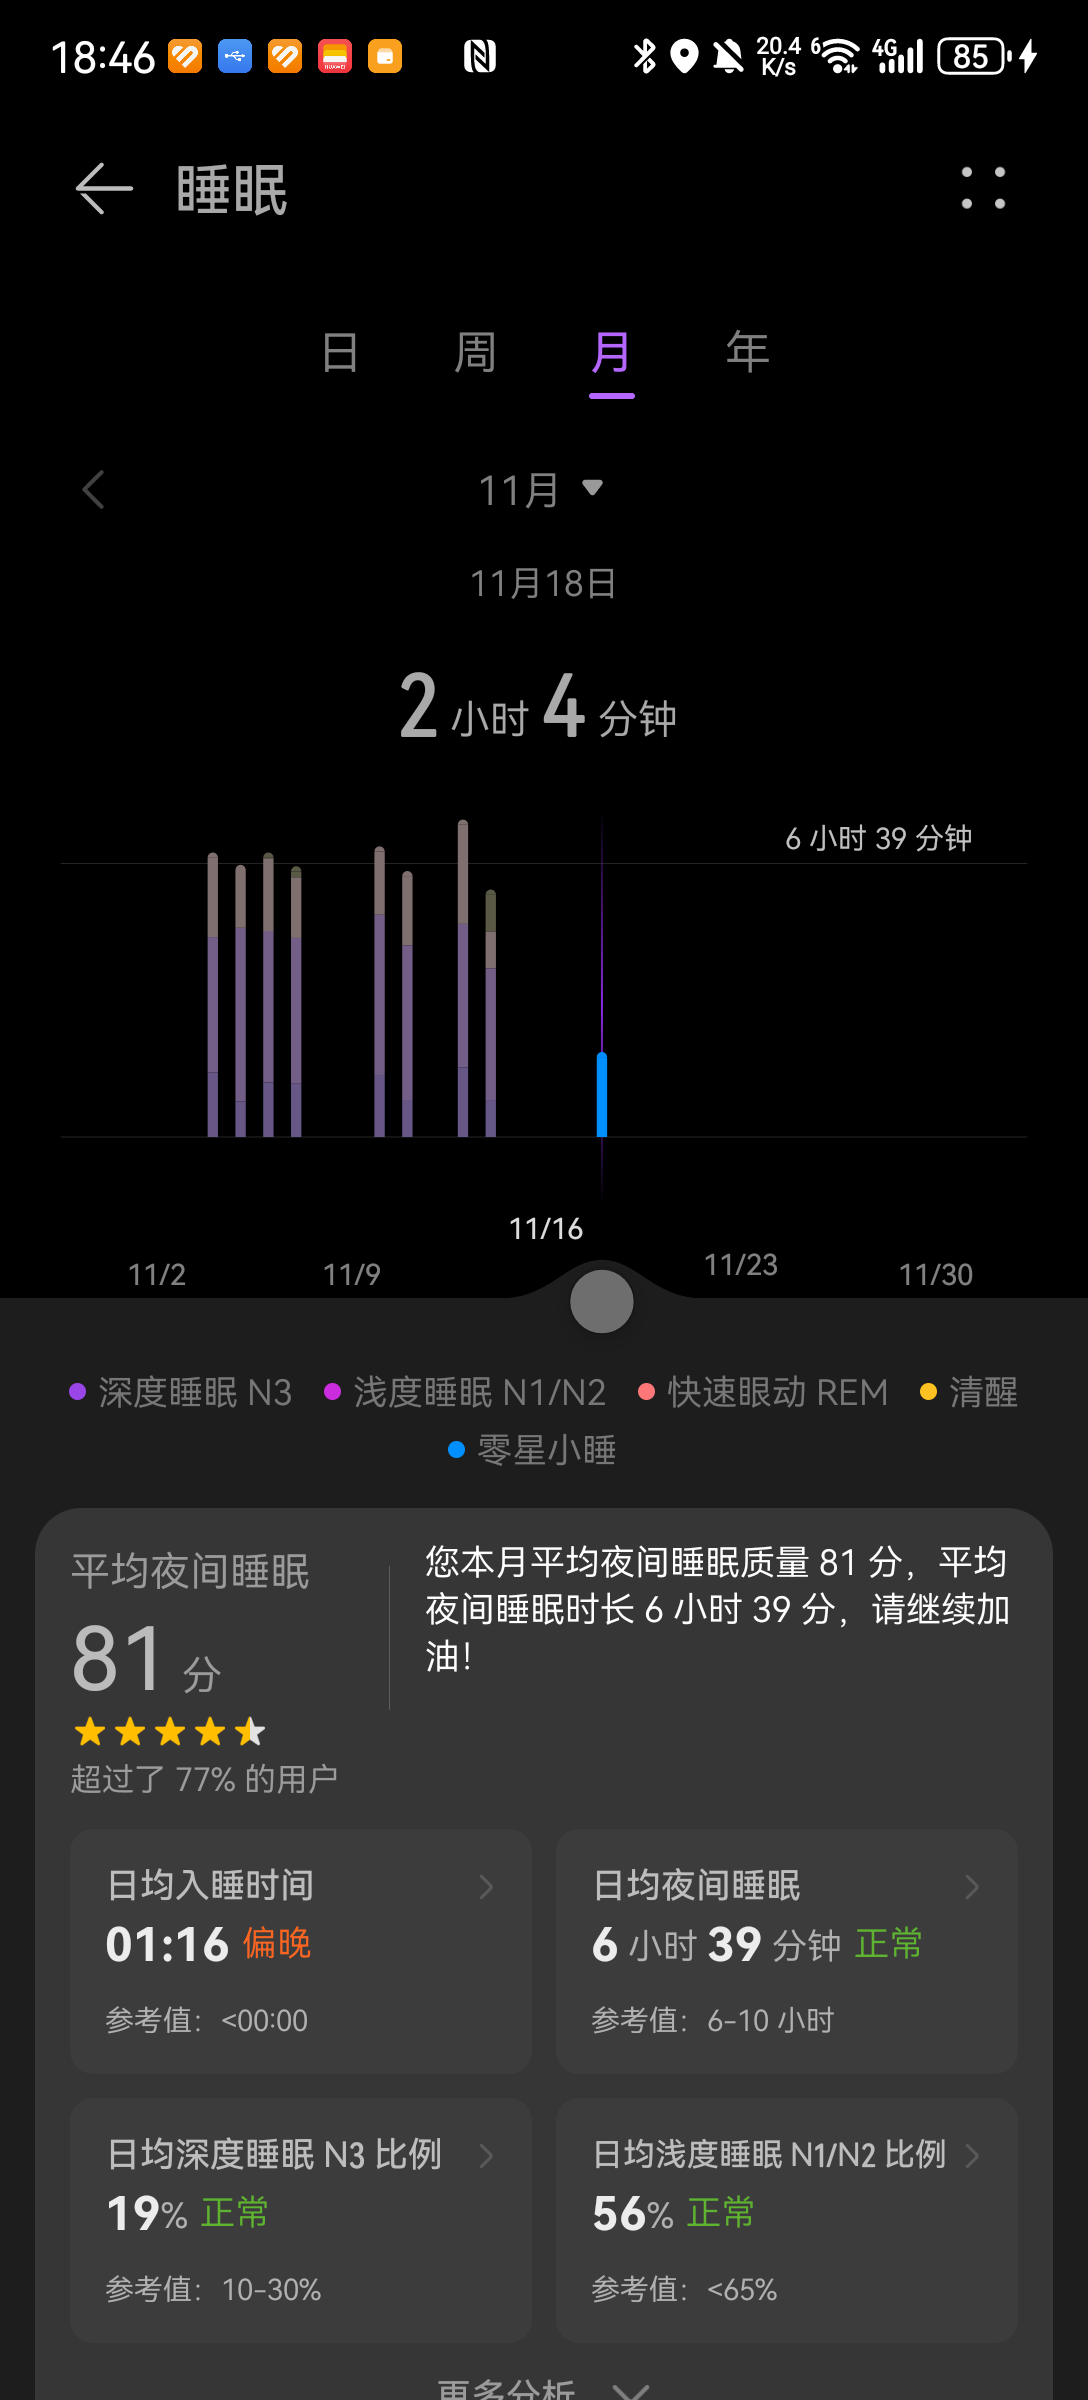 18:46
20.4 K/s 6 4G 85
睡眠
日 周 月 年
11月
11月18日
2 小时 4 分钟
6 小时 39 分钟
11/2 11/9 11/16 11/23 11/30
深度睡眠 N3 浅度睡眠 N1/N2 快速眼动 REM 清醒
零星小睡
平均夜间睡眠
81 分
超过了 77% 的用户
您本月平均夜间睡眠质量 81 分，平均
夜间睡眠时长 6 小时 39 分，请继续加
油！
日均入睡时间
01:16 偏晚
参考值：<00:00
日均夜间睡眠
6 小时 39 分钟 正常
参考值：6-10 小时
日均深度睡眠 N3 比例
19% 正常
参考值：10-30%
日均浅度睡眠 N1/N2 比例
56% 正常
参考值：<65%
更多分析